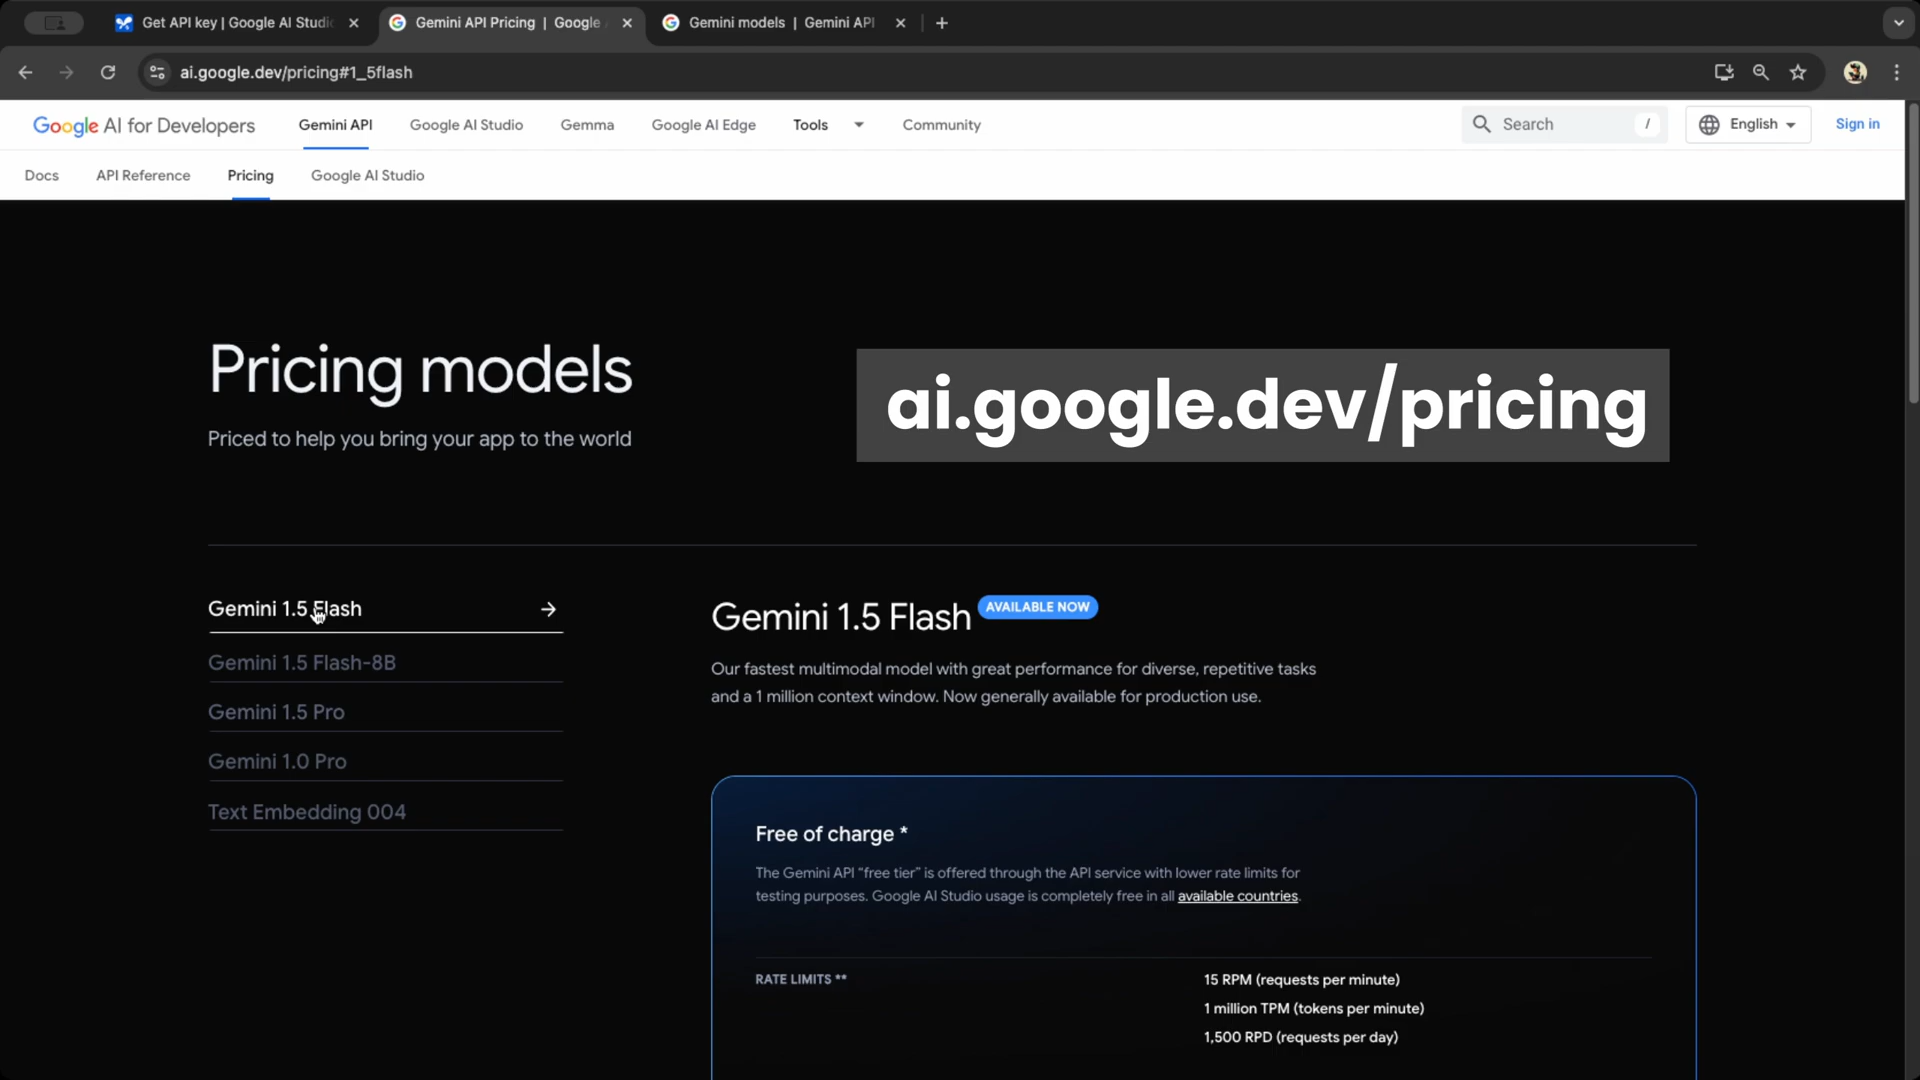 Get API key | Google AI Studi
Gemini API Pricing | Google
Gemini models | Gemini API
ai.google.dev/pricing#1_5flash
Google AI for Developers
Gemini API
Google AI Studio
Gemma
Google AI Edge
Tools
Community
Search
/
English
Sign in
Docs
API Reference
Pricing
Google AI Studio
Pricing models
Priced to help you bring your app to the world
ai.google.dev/pricing
Gemini 1.5 Flash
Gemini 1.5 Flash-8B
Gemini 1.5 Pro
Gemini 1.0 Pro
Text Embedding 004
Gemini 1.5 Flash
AVAILABLE NOW
Our fastest multimodal model with great performance for diverse, repetitive tasks
and a 1 million context window. Now generally available for production use.
Free of charge *
The Gemini API “free tier” is offered through the API service with lower rate limits for
testing purposes. Google AI Studio usage is completely free in all available countries.
RATE LIMITS **
15 RPM (requests per minute)
1 million TPM (tokens per minute)
1,500 RPD (requests per day)